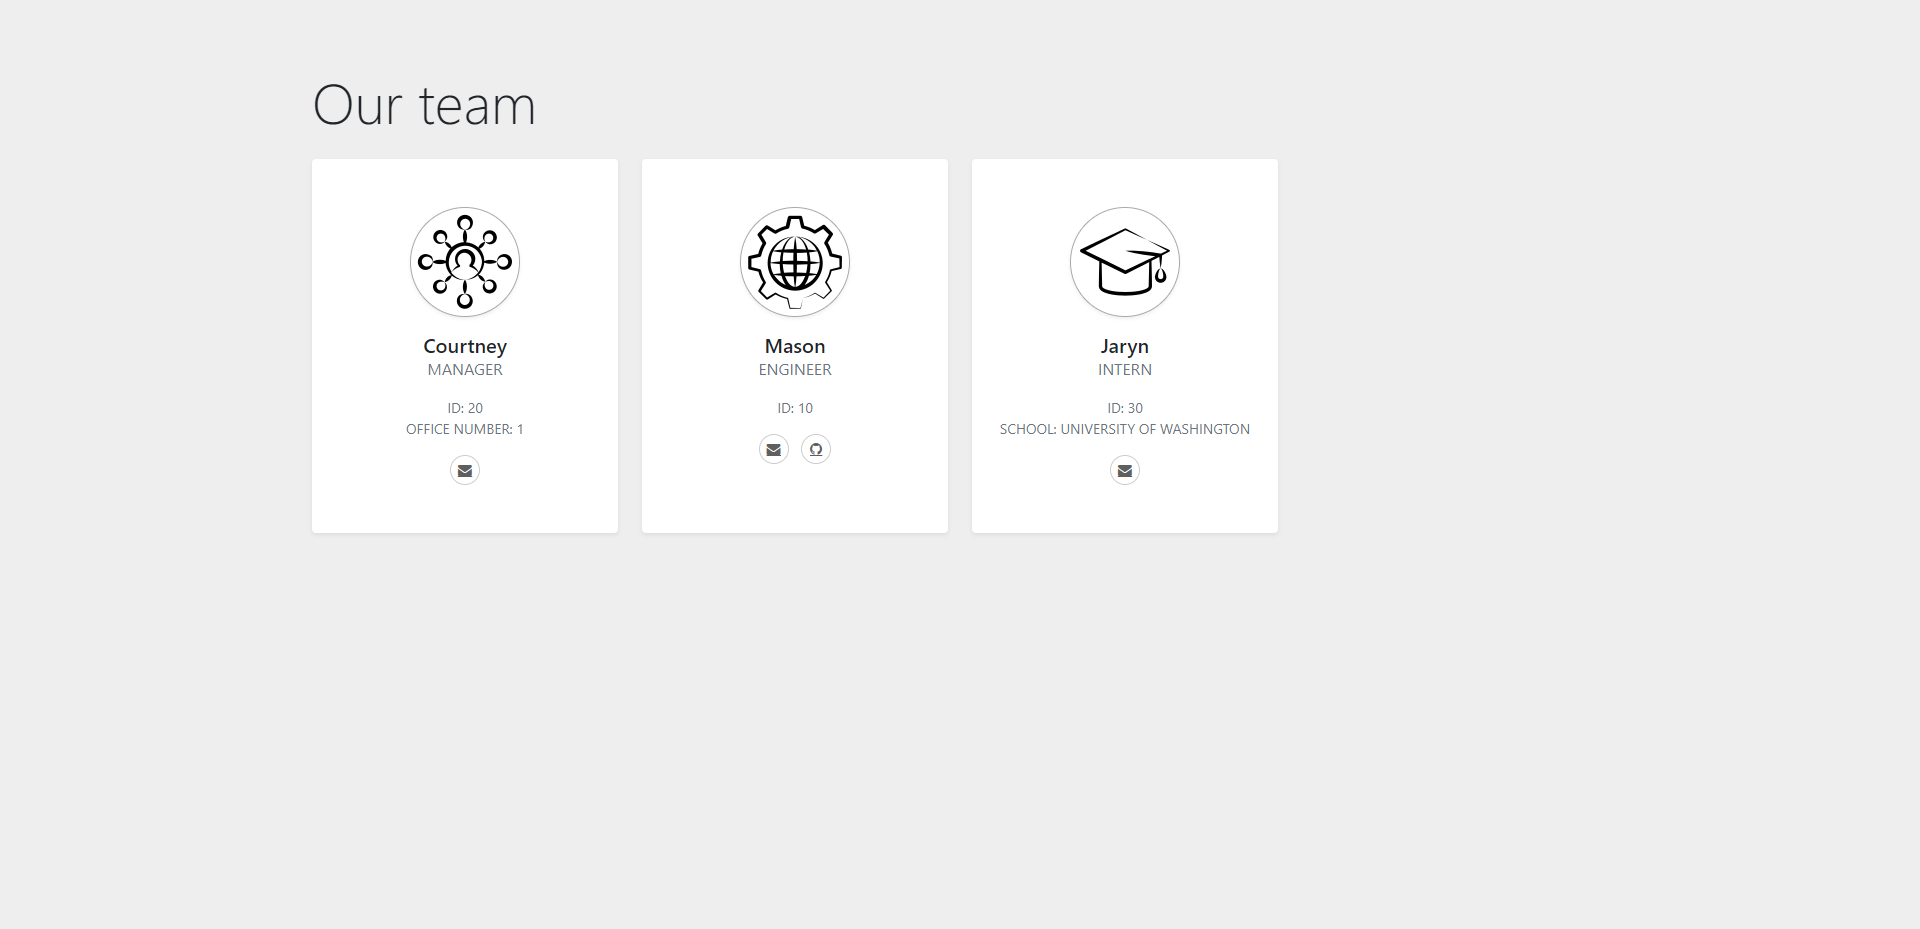 Our team
Courtney
MANAGER
ID: 20
OFFICE NUMBER: 1
Mason
ENGINEER
ID: 10
Jaryn
INTERN
ID: 30
SCHOOL: UNIVERSITY OF WASHINGTON